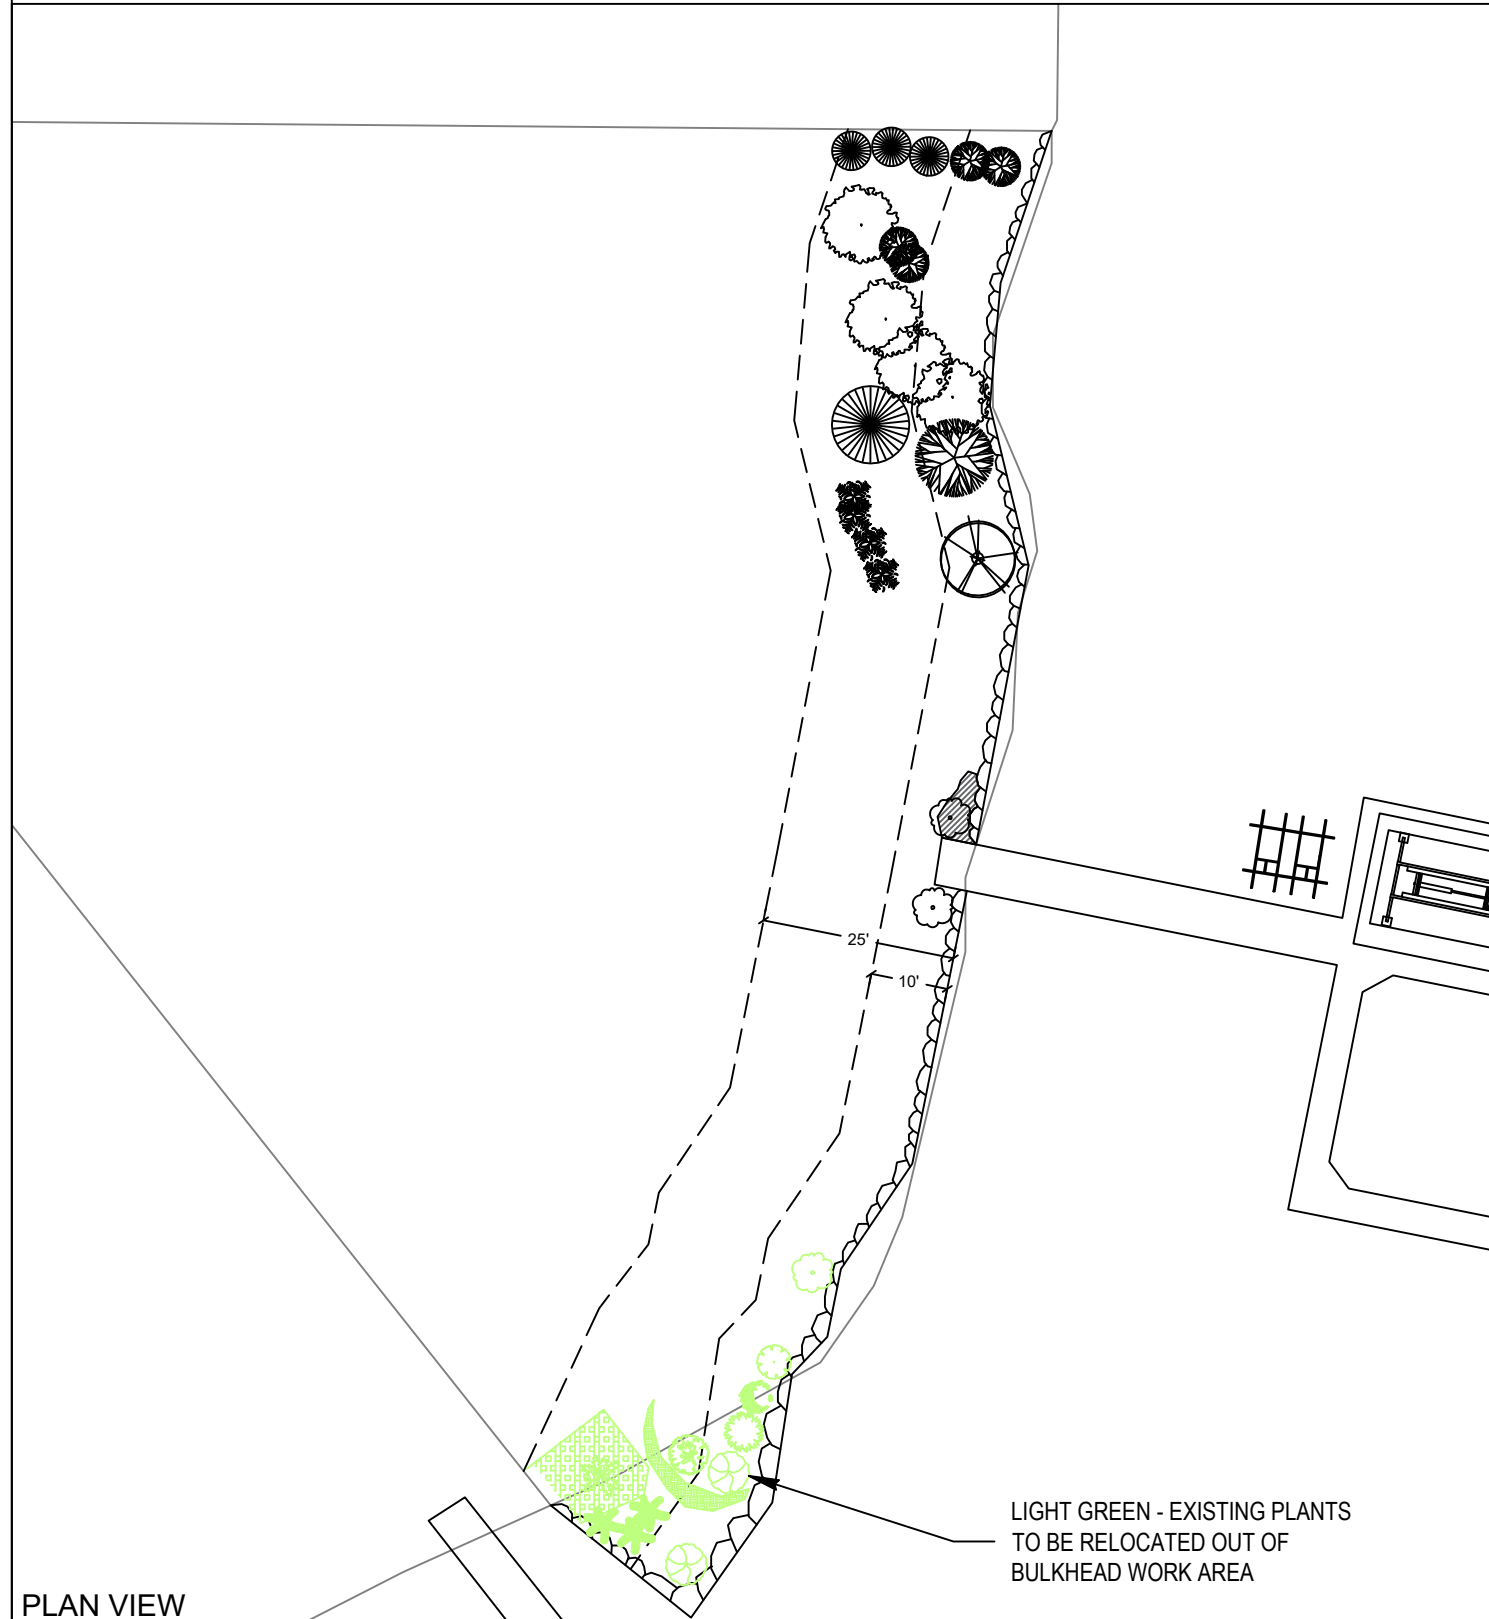 25'
10'
LIGHT GREEN - EXISTING PLANTS
TO BE RELOCATED OUT OF
BULKHEAD WORK AREA
PLAN VIEW